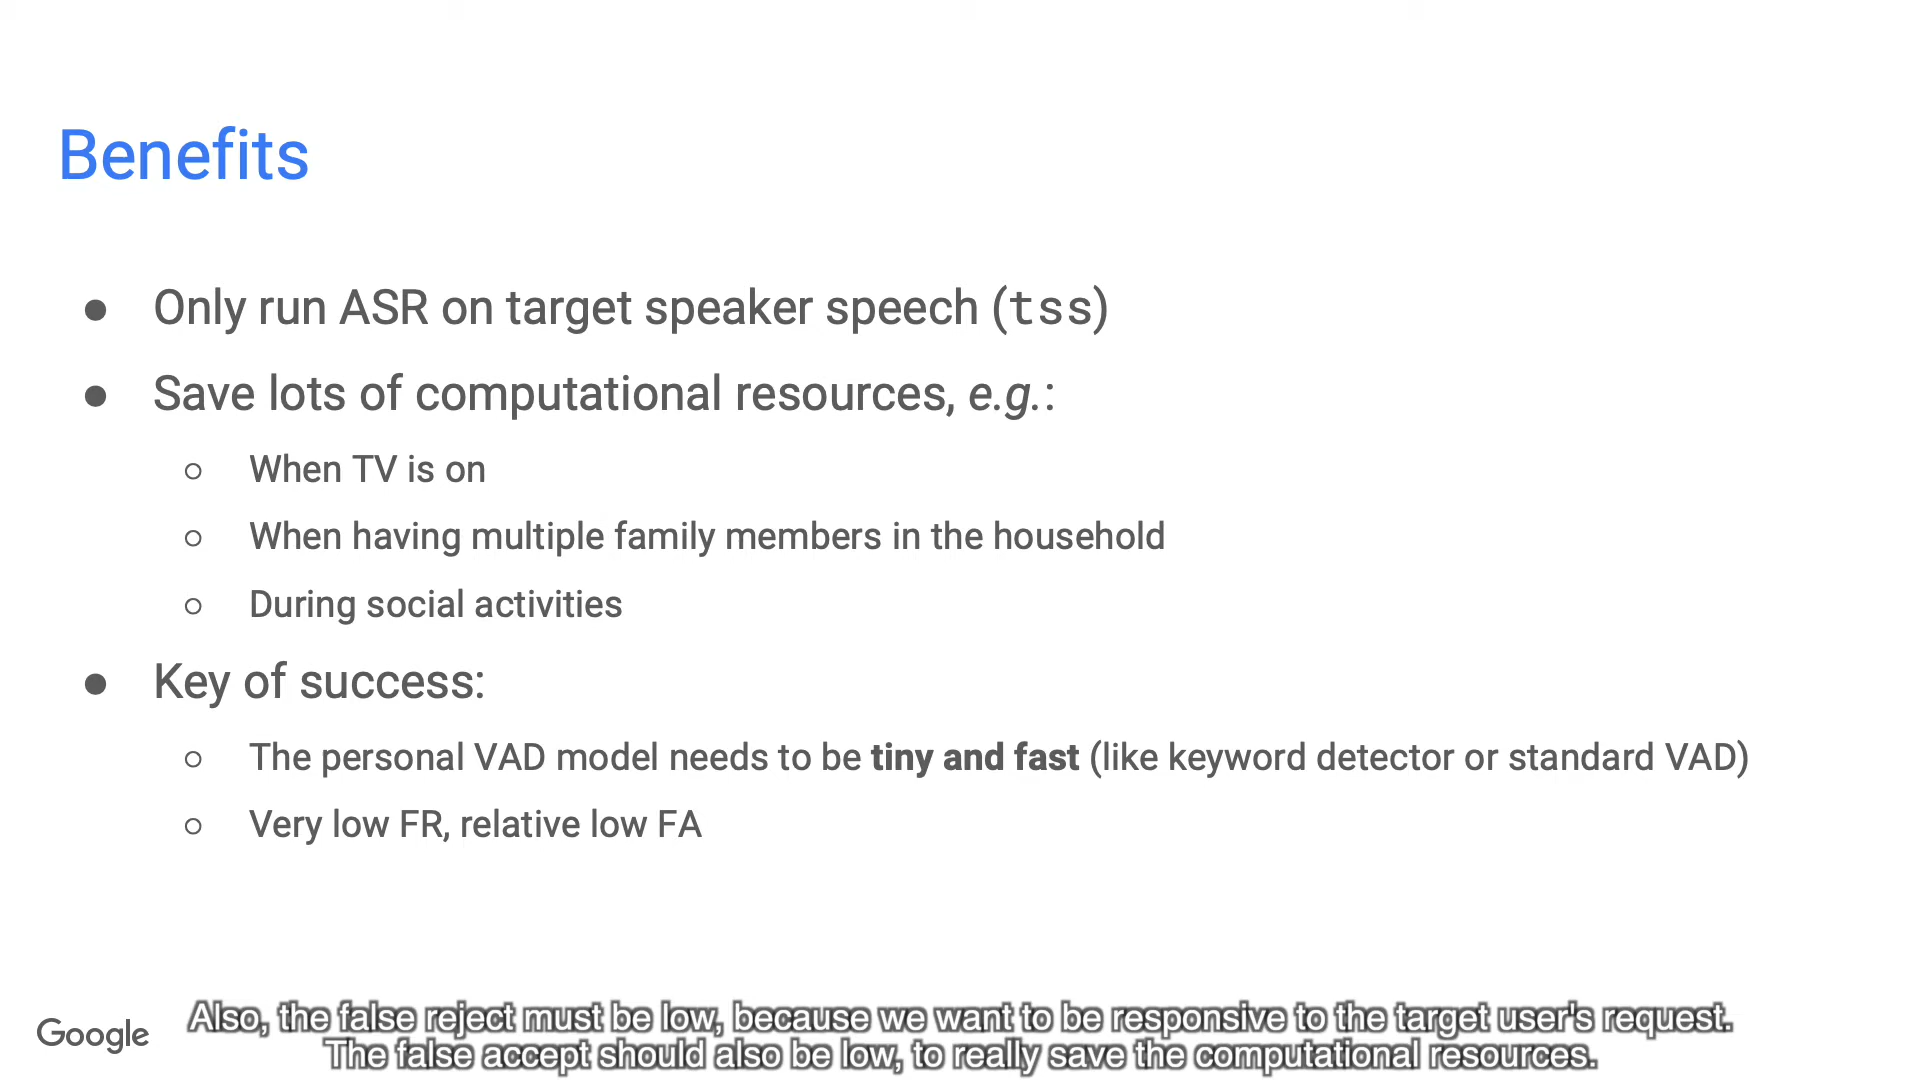 Benefits
● Only run ASR on target speaker speech (tss)
● Save lots of computational resources, e.g.:
○ When TV is on
○ When having multiple family members in the household
○ During social activities
● Key of success:
○ The personal VAD model needs to be tiny and fast (like keyword detector or standard VAD)
○ Very low FR, relative low FA
Google
Also, the false reject must be low, because we want to be responsive to the target user's request.
The false accept should also be low, to really save the computational resources.